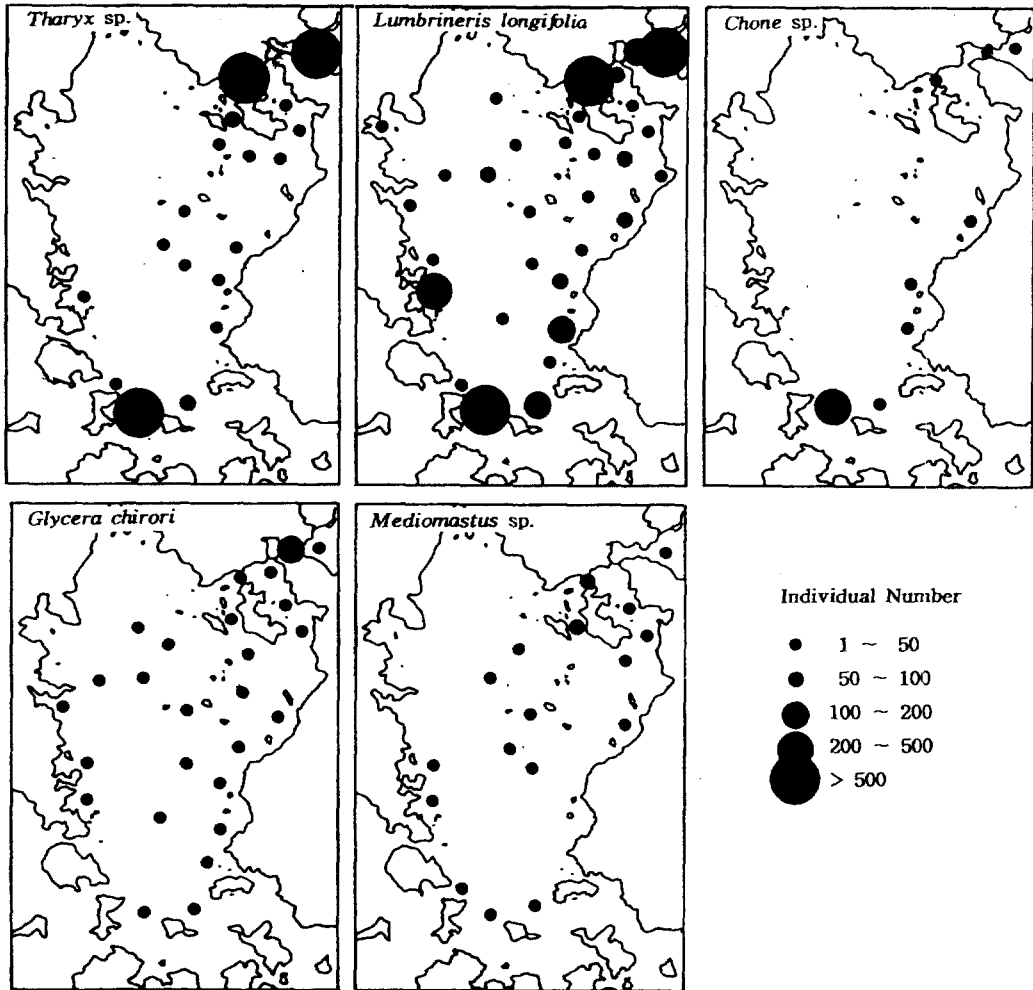 Tharyx sp.
Lumbrineris longifolia
Chone sp.
Glycera chirori
Mediomastus sp.
Individual Number
1 ~ 50
50 ~ 100
100 ~ 200
200 ~ 500
> 500